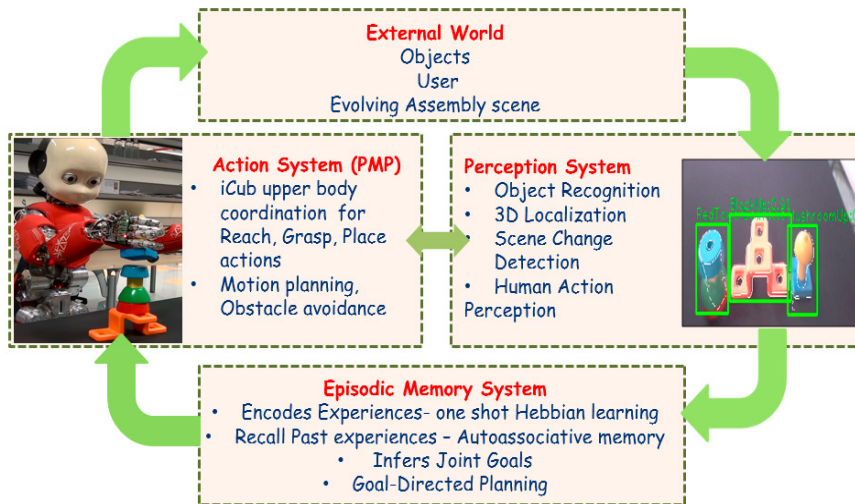 External World
Objects
User
Evolving Assembly scene
Action System (PMP)
• iCub upper body
coordination for
Reach, Grasp, Place
actions
• Motion planning,
Obstacle avoidance
Perception System
• Object Recognition
• 3D Localization
• Scene Change
Detection
• Human Action
Perception
Episodic Memory System
• Encodes Experiences- one shot Hebbian learning
• Recall Past experiences – Autoassociative memory
• Infers Joint Goals
• Goal-Directed Planning